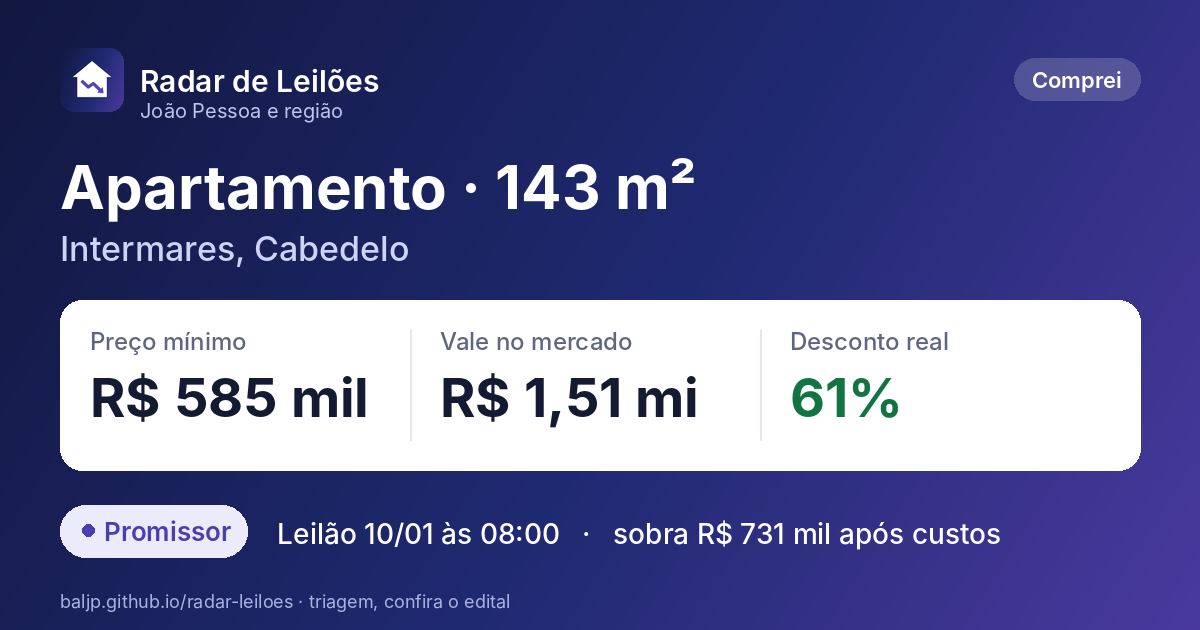 Radar de Leilões
João Pessoa e região
Comprei
Apartamento · 143 m²
Intermares, Cabedelo
Preço mínimo
R$ 585 mil
Vale no mercado
R$ 1,51 mi
Desconto real
61%
Promissor
Leilão 10/01 às 08:00 · sobra R$ 731 mil após custos
baljp.github.io/radar-leiloes · triagem, confira o edital